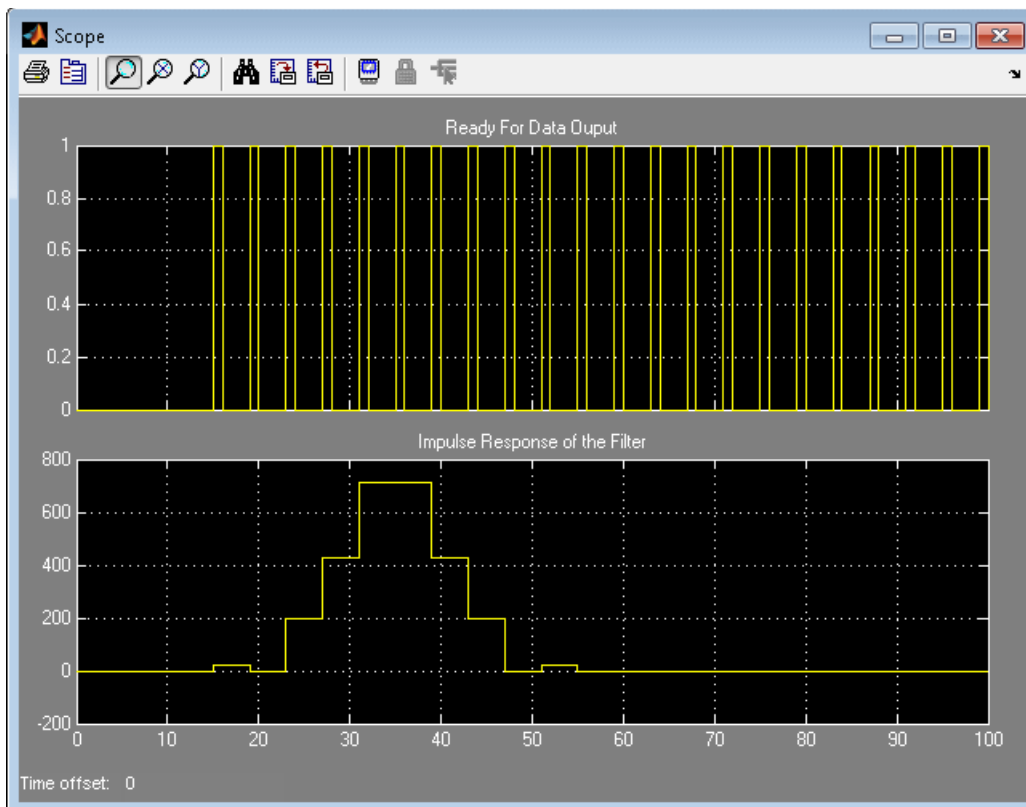 Scope
Ready For Data Ouput
1
0.8
0.6
0.4
0.2
0
Impulse Response of the Filter
800
600
400
200
0
-200
0 10 20 30 40 50 60 70 80 90 100
Time offset: 0